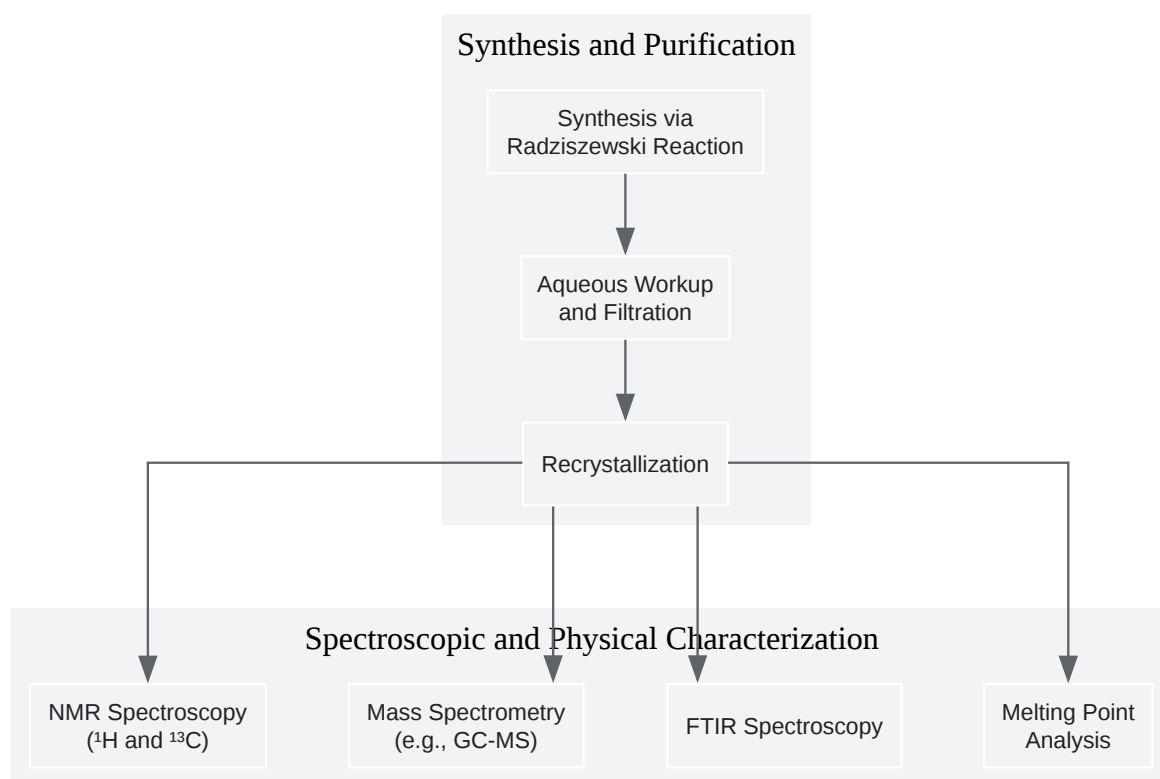 Synthesis and Purification
Synthesis via
Radziszewski Reaction
Aqueous Workup
and Filtration
Recrystallization
Spectroscopic and Physical Characterization
NMR Spectroscopy
(¹H and ¹³C)
Mass Spectrometry
(e.g., GC-MS)
FTIR Spectroscopy
Melting Point
Analysis